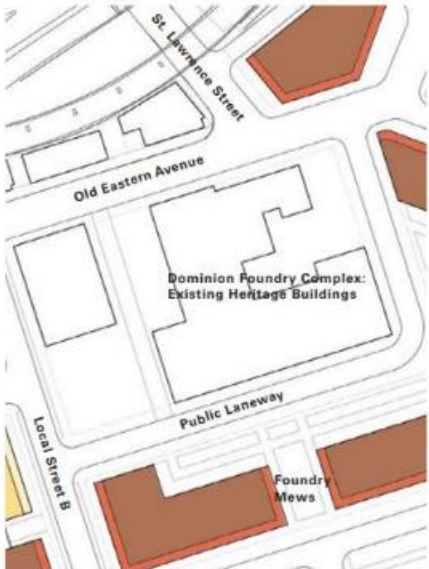 St. Lawrence Street
Old Eastern Avenue
Dominion Foundry Complex:
Existing Heritage Buildings
Public Laneway
Local Street B
Foundry
Mews